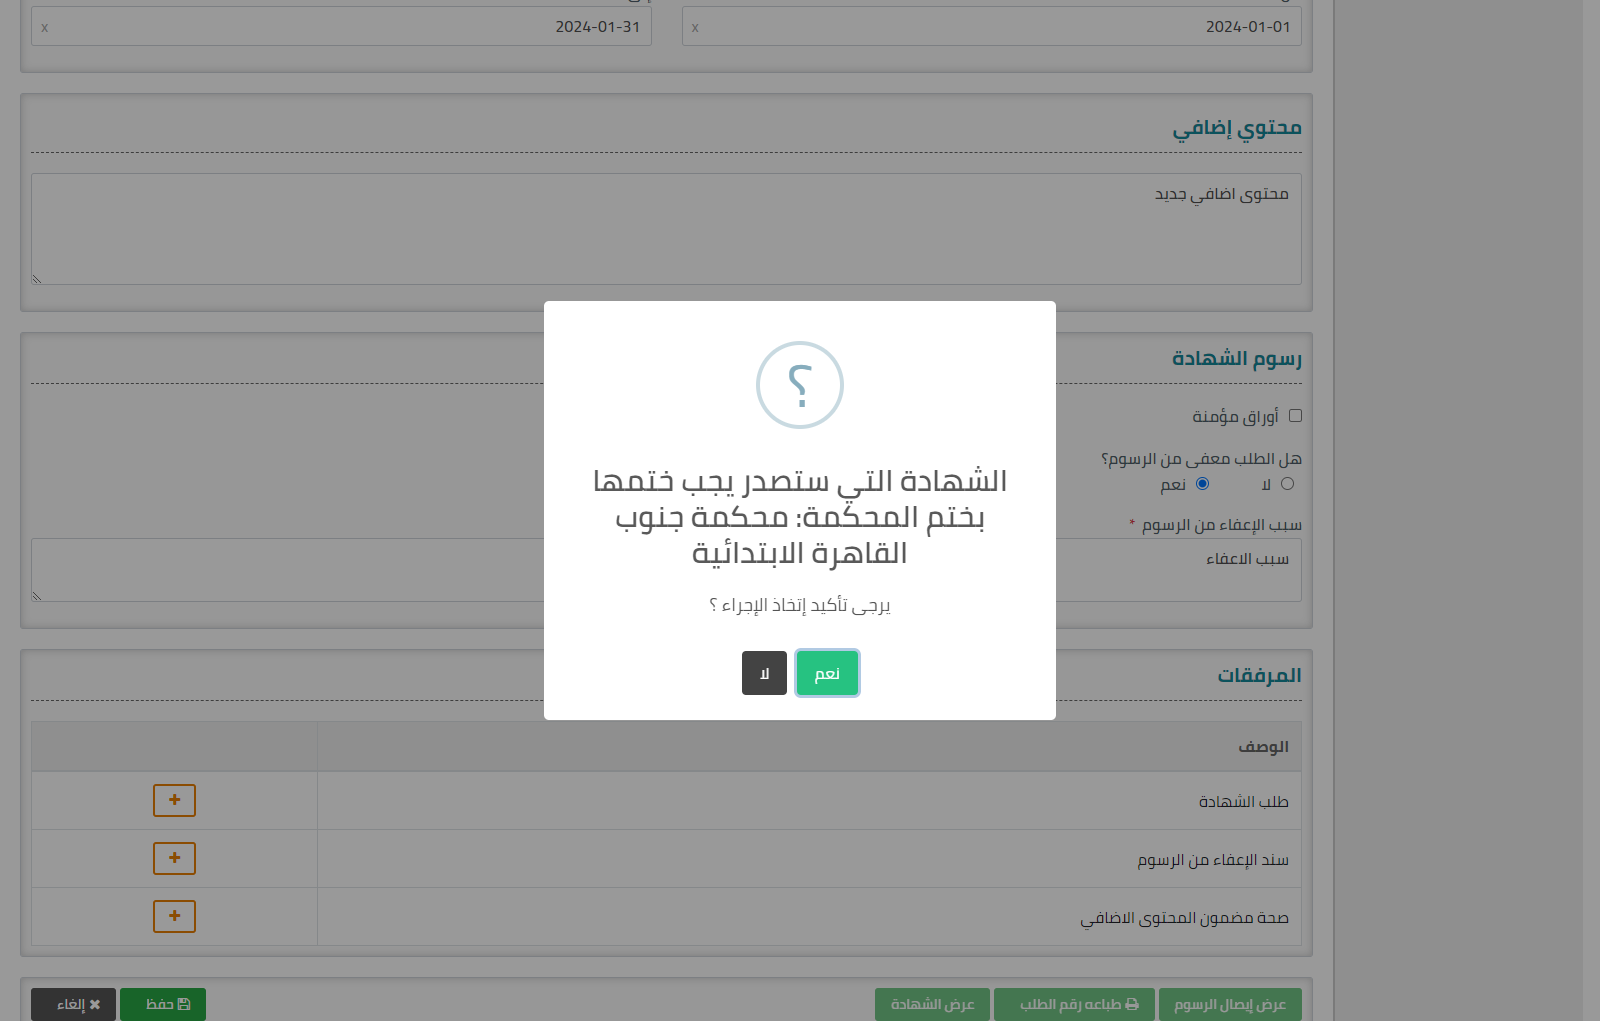 2024-01-01
x
2024-01-31
x
محتوي إضافي
محتوى اضافي جديد
رسوم الشهادة
أوراق مؤمنة
هل الطلب معفى من الرسوم؟
لا
نعم
سبب الإعفاء من الرسوم *
سبب الاعفاء
؟
الشهادة التي ستصدر يجب ختمها
بختم المحكمة: محكمة جنوب
القاهرة الابتدائية
يرجى تأكيد إتخاذ الإجراء ؟
نعم
لا
المرفقات
الوصف
طلب الشهادة
سند الإعفاء من الرسوم
صحة مضمون المحتوى الاضافي
عرض إيصال الرسوم
طباعه رقم الطلب
عرض الشهادة
حفظ
إلغاء